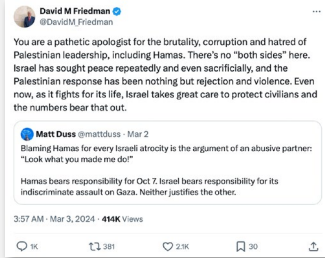 David M Friedman
@DavidM_Friedman
You are a pathetic apologist for the brutality, corruption and hatred of
Palestinian leadership, including Hamas. There's no "both sides" here.
Israel has sought peace repeatedly and even sacrificially, and the
Palestinian response has been nothing but rejection and violence. Even
now, as it fights for its life, Israel takes great care to protect civilians and
the numbers bear that out.
Matt Duss @mattduss · Mar 2
Blaming Hamas for every Israeli atrocity is the argument of an abusive partner:
"Look what you made me do!"
Hamas bears responsibility for Oct 7. Israel bears responsibility for its
indiscriminate assault on Gaza. Neither justifies the other.
3:57 AM · Mar 3, 2024 · 414K Views
1K 381 2.1K 30